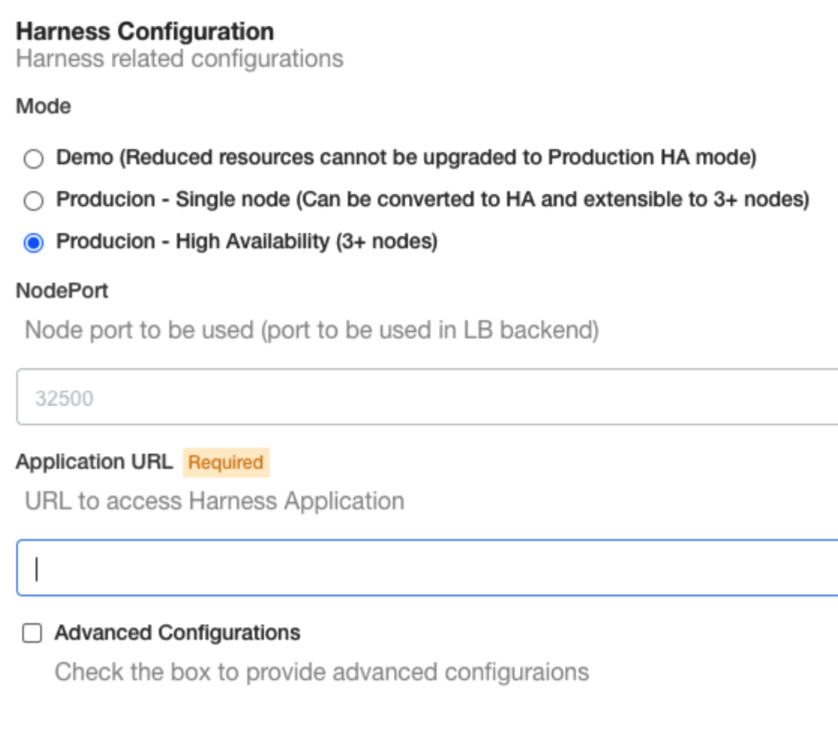 Harness Configuration
Harness related configurations
Mode
Demo (Reduced resources cannot be upgraded to Production HA mode)
Producion - Single node (Can be converted to HA and extensible to 3+ nodes)
Producion - High Availability (3+ nodes)
NodePort
Node port to be used (port to be used in LB backend)
32500
Application URL Required
URL to access Harness Application
Advanced Configurations
Check the box to provide advanced configuraions